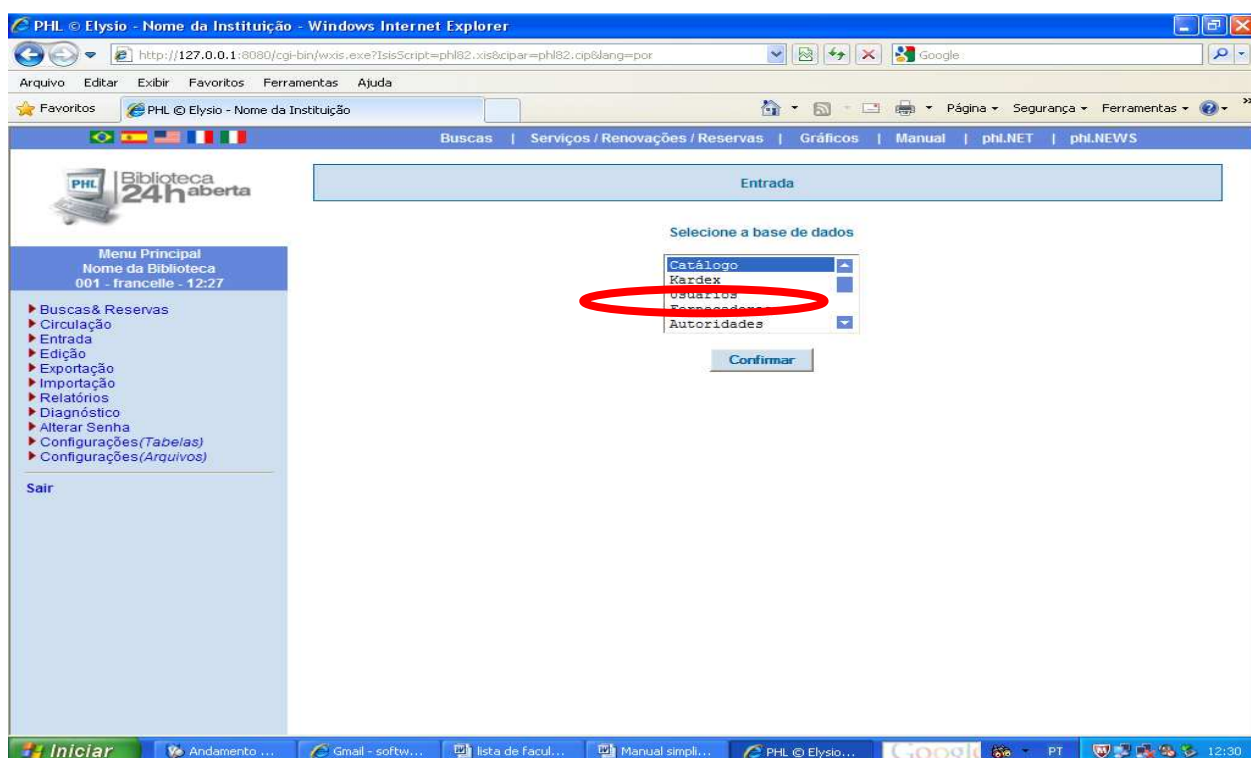 PHL © Elysio - Nome da Instituição - Windows Internet Explorer
http://127.0.0.1:8080/cgi-bin/wxis.exe?IsisScript=phl82.xis&cipar=phl82.cip&lang=por
Google
Arquivo Editar Exibir Favoritos Ferramentas Ajuda
Favoritos PHL © Elysio - Nome da Instituição Página Segurança Ferramentas
Buscas | Serviços / Renovações / Reservas | Gráficos | Manual | phl.NET | phl.NEWS
PHL Biblioteca
24h aberta
Entrada
Selecione a base de dados
Catálogo
Kardex
Usuários
Fornecedores
Autoridades
Confirmar
Menu Principal
Nome da Biblioteca
001 - francelle - 12:27
Buscas& Reservas
Circulação
Entrada
Edição
Exportação
Importação
Relatórios
Diagnóstico
Alterar Senha
Configurações(Tabelas)
Configurações(Arquivos)
Sair
Iniciar Andamento ... Gmail - softw... lista de facul... Manual simpli... PHL © Elysio... Google PT 12:30